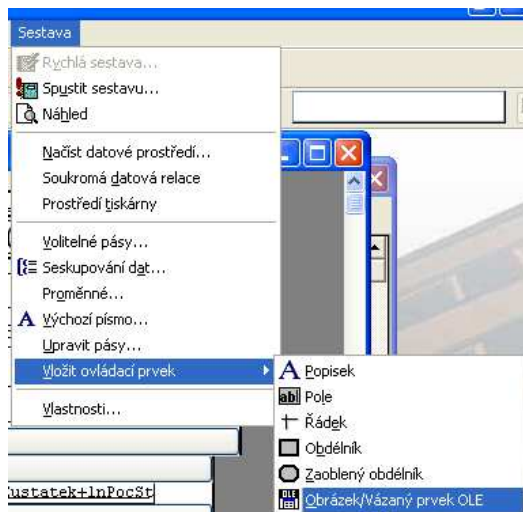 Sestava
Rychlá sestava...
Spustit sestavu...
Náhled
Načíst datové prostředí...
Soukromá datová relace
Prostředí tiskárny
Volitelné pásy...
Seskupování dat...
Proměnné...
A Výchozí písmo...
Upravit pásy...
Vložit ovládací prvek
Vlastnosti...
A Popisek
ab Pole
Řádek
Obdélník
Zaoblený obdélník
OLE Obrázek/Vázaný prvek OLE
ustatek+lnPocSt